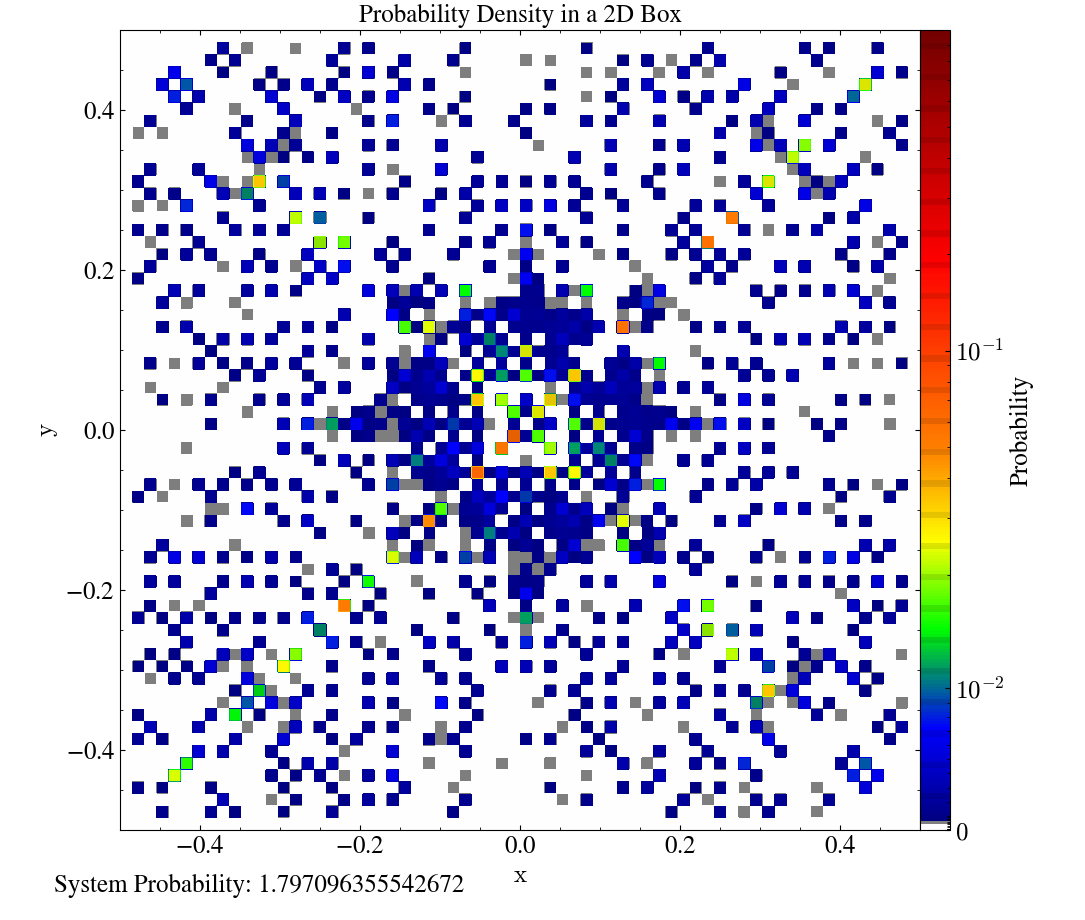 Probability Density in a 2D Box
0.4
0.2
0.0
−0.2
−0.4
y
−0.4 −0.2 0.0 0.2 0.4
x
10⁻¹
10⁻²
0
Probability
System Probability: 1.797096355542672